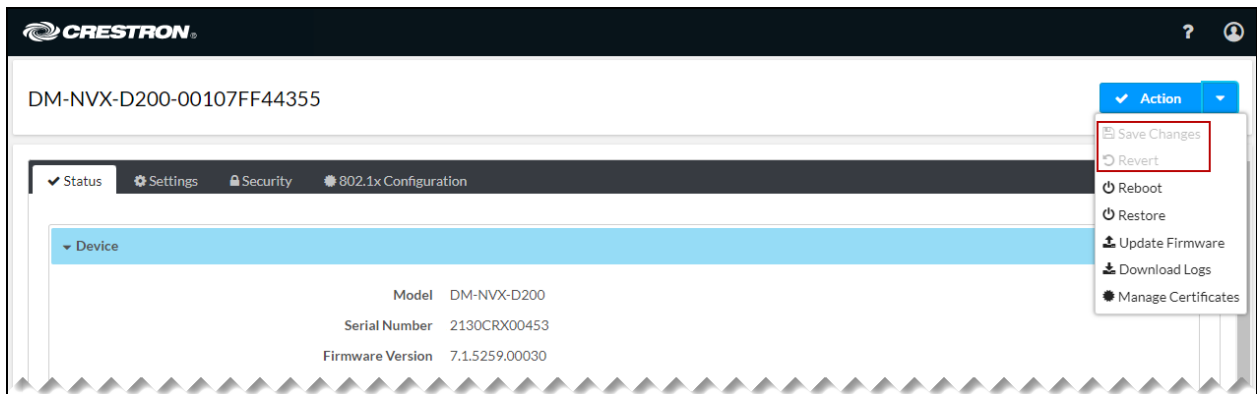 CRESTRON®
?
DM-NVX-D200-00107FF44355
Action
Save Changes
Revert
Reboot
Restore
Update Firmware
Download Logs
Manage Certificates
Status Settings Security 802.1x Configuration
Device
Model DM-NVX-D200
Serial Number 2130CRX00453
Firmware Version 7.1.5259.00030